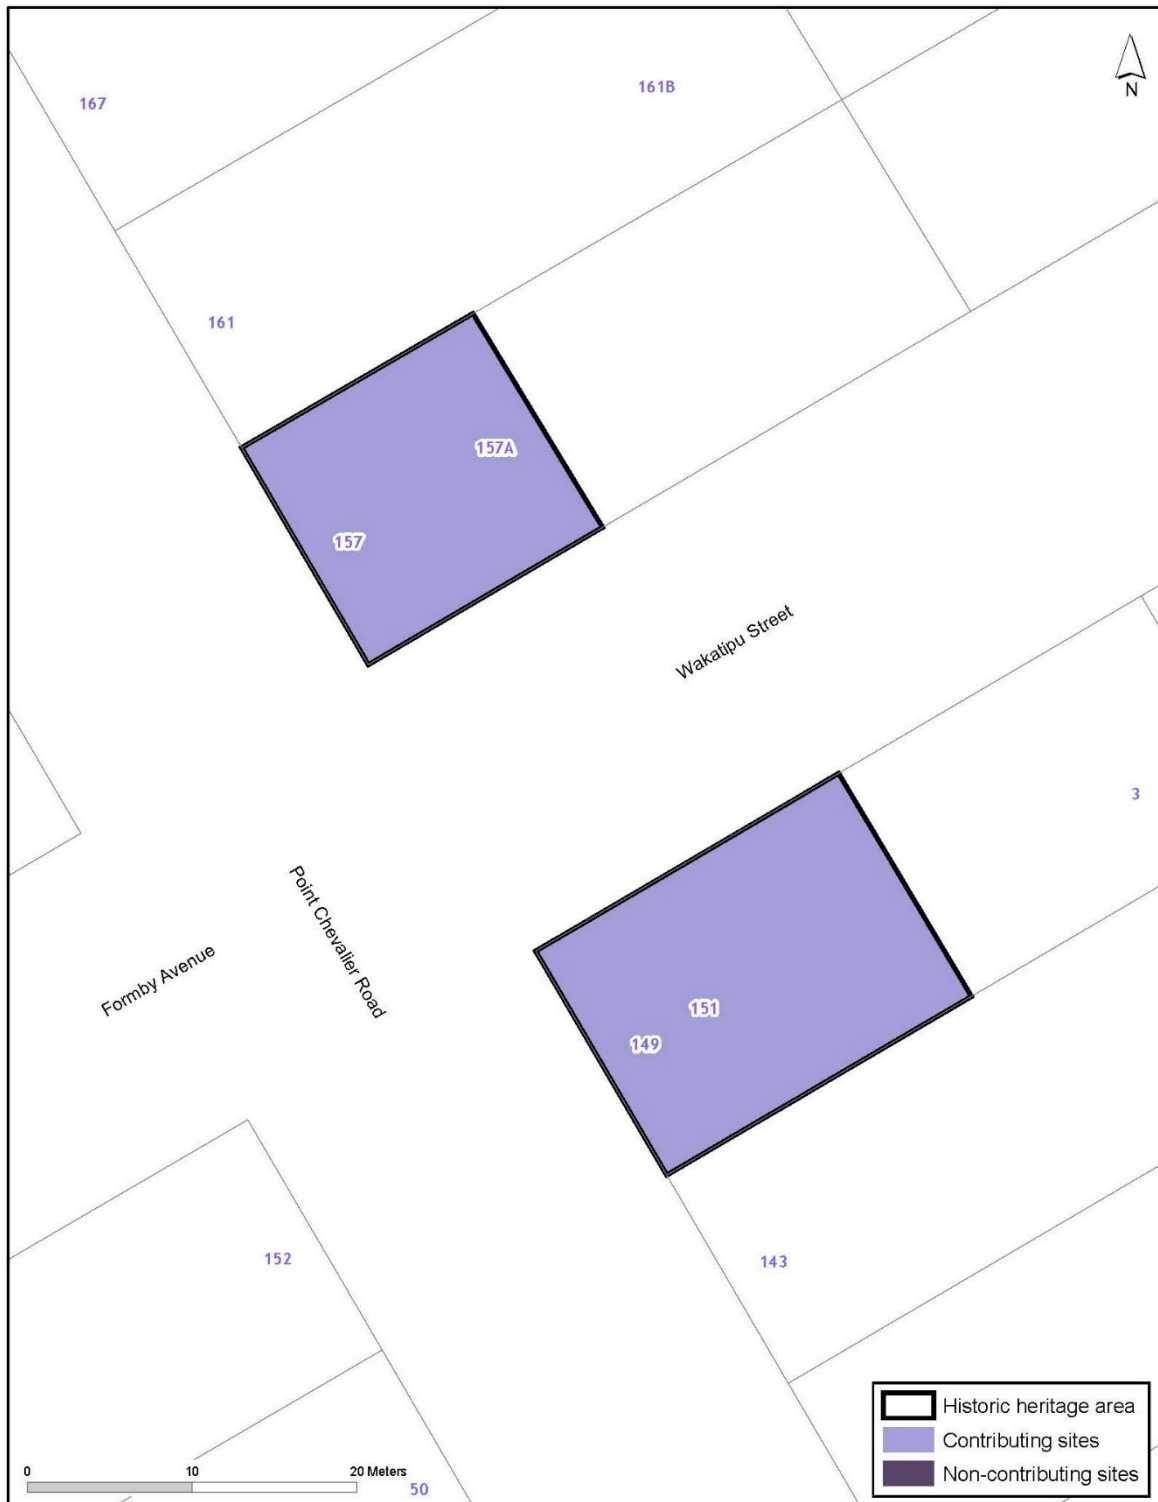 167
161B
N
161
157A
157
Wakatipu Street
3
Point Chevalier Road
Formby Avenue
151
149
152
143
Historic heritage area
Contributing sites
Non-contributing sites
0 10 20 Meters
50